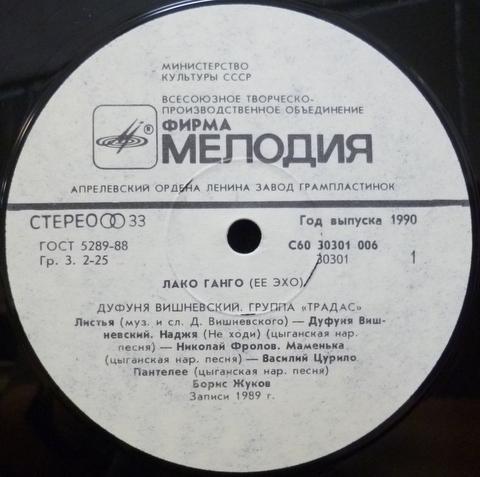 МИНИСТЕРСТВО
КУЛЬТУРЫ СССР
ВСЕСОЮЗНОЕ ТВОРЧЕСКО-
ПРОИЗВОДСТВЕННОЕ ОБЪЕДИНЕНИЕ
® ФИРМА
МЕЛОДИЯ
АПРЕЛЕВСКИЙ ОРДЕНА ЛЕНИНА ЗАВОД ГРАМПЛАСТИНОК
СТЕРЕО 33
Год выпуска 1990
ГОСТ 5289-88
С60 30301 006
Гр. 3. 2-25
30301
1
ЛАКО ГАНГО (ЕЕ ЭХО)
ДУФУНЯ ВИШНЕВСКИЙ. ГРУППА «ТРАДАС»
Листья (муз. и сл. Д. Вишневского) — Дуфуня Виш-
невский. Наджя (Не ходи) (цыганская нар.
песня) — Николай Фролов. Маменька
(цыганская нар. песня) — Василий Цурило
Пантелее (цыганская нар. песня)
Борис Жуков
Записи 1989 г.